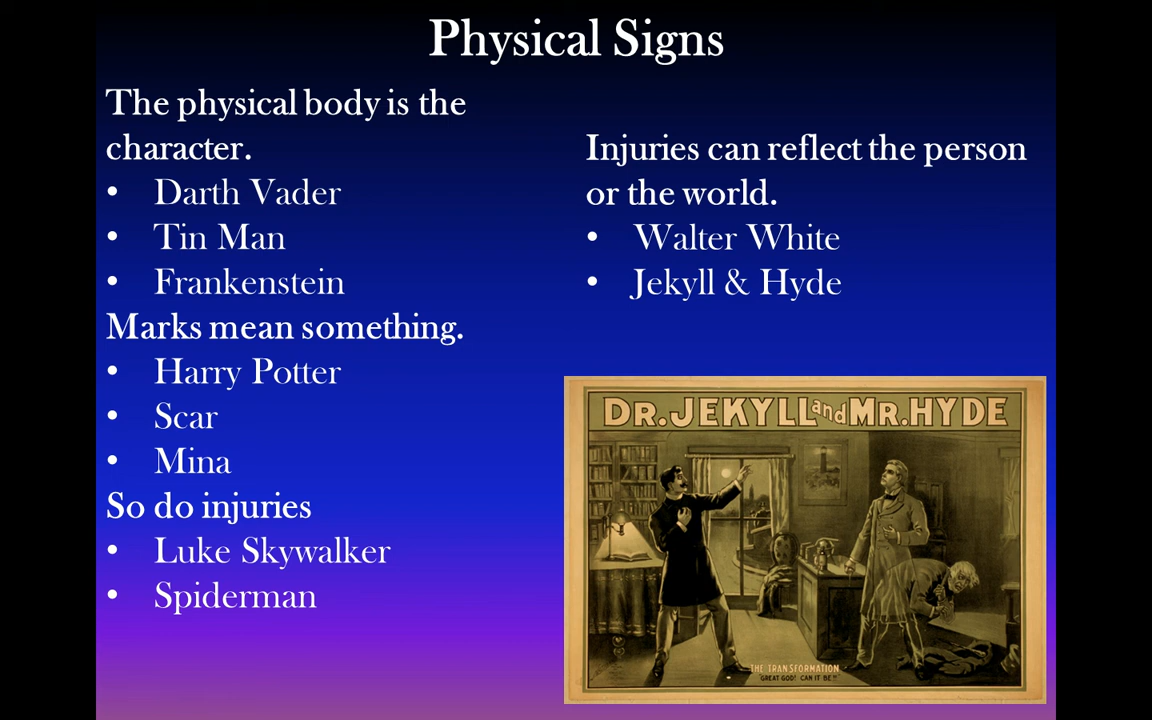 Physical Signs
The physical body is the
character.
• Darth Vader
• Tin Man
• Frankenstein
Marks mean something.
• Harry Potter
• Scar
• Mina
So do injuries
• Luke Skywalker
• Spiderman
Injuries can reflect the person
or the world.
• Walter White
• Jekyll & Hyde
DR. JEKYLL and MR. HYDE
THE TRANSFORMATION
"GREAT GOD! CAN IT BE!!"